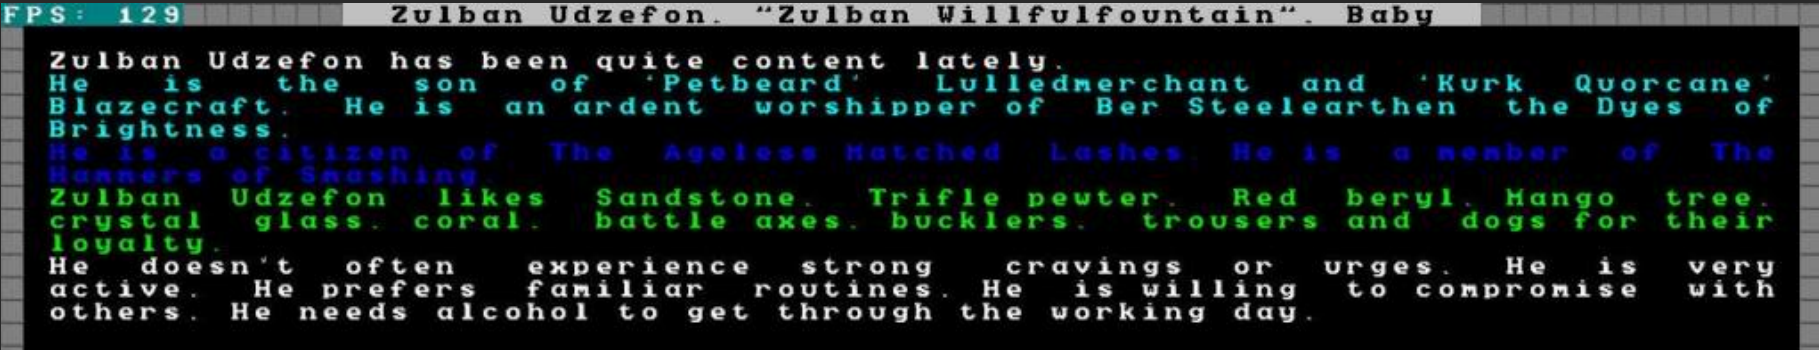 FPS: 129 Zulban Udzefon, "Zulban Willfulfountain", Baby
Zulban Udzefon has been quite content lately.
He is the son of 'Petbeard' Lulledmerchant and 'Kurk Quorcane'
Blazecraft. He is an ardent worshipper of Ber Steelearthen the Dyes of
Brightness.
He is a citizen of The Ageless Matched Lashes. He is a member of The
Hammers of Smashing.
Zulban Udzefon likes Sandstone, Trifle pewter, Red beryl, Mango tree,
crystal glass, coral, battle axes, bucklers, trousers and dogs for their
loyalty.
He doesn't often experience strong cravings or urges. He is very
active. He prefers familiar routines. He is willing to compromise with
others. He needs alcohol to get through the working day.